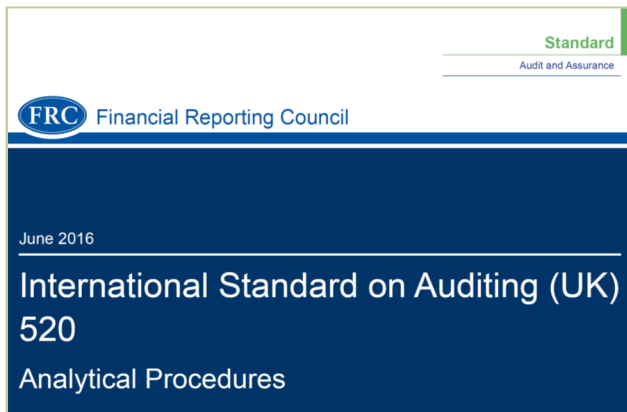 Standard
Audit and Assurance
FRC Financial Reporting Council
June 2016
International Standard on Auditing (UK)
520
Analytical Procedures